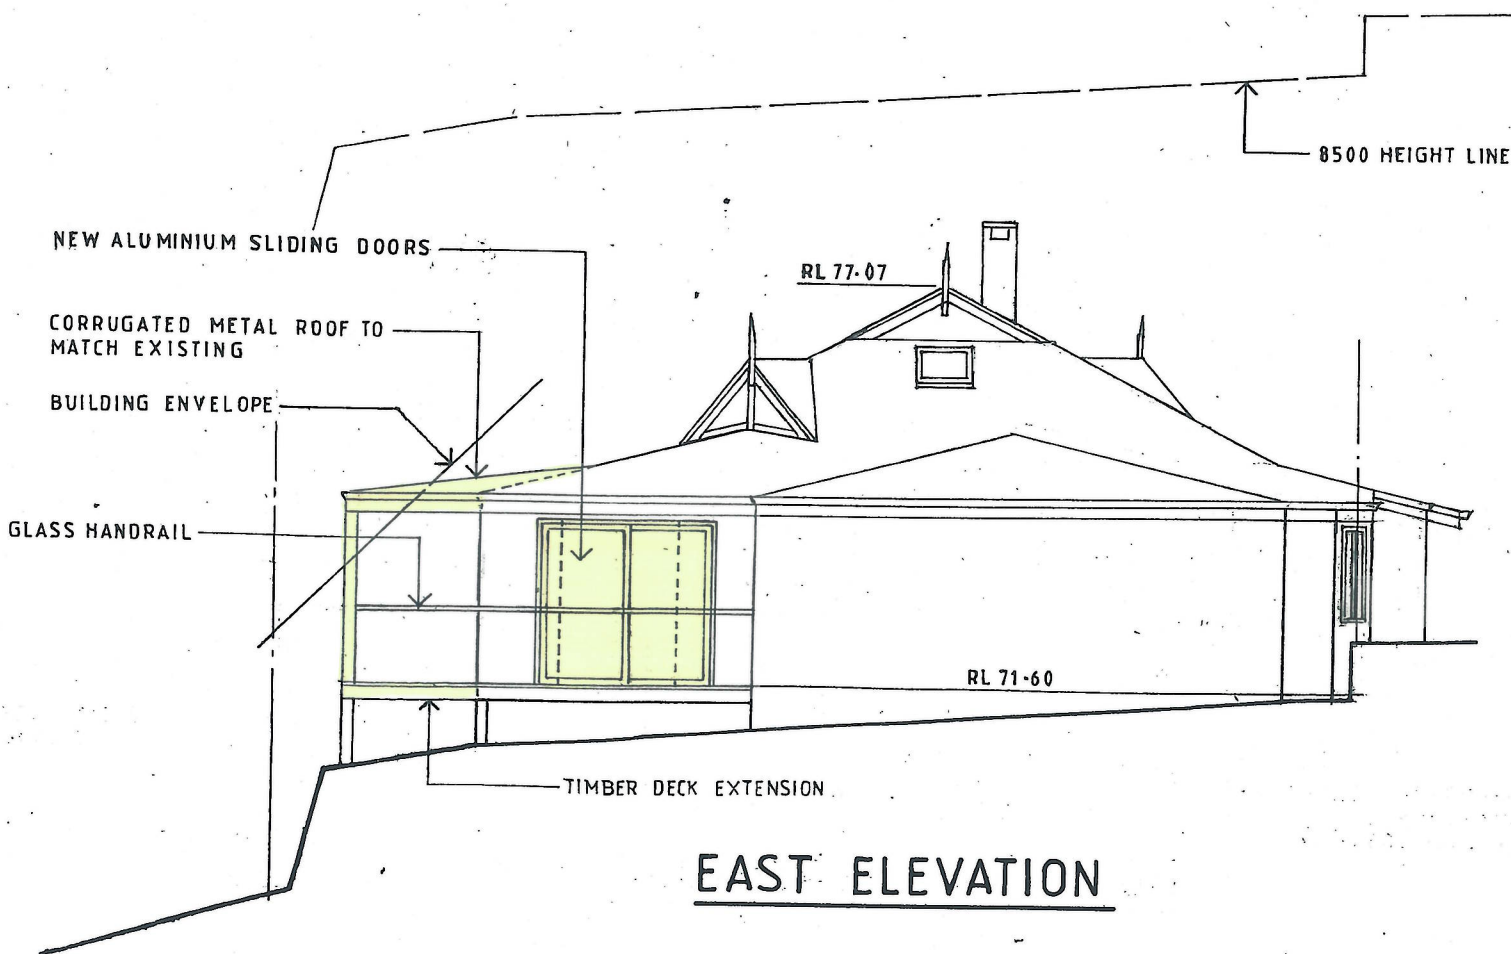 8500 HEIGHT LINE
NEW ALUMINIUM SLIDING DOORS
RL 77.07
CORRUGATED METAL ROOF TO
MATCH EXISTING
BUILDING ENVELOPE
GLASS HANDRAIL
RL 71.60
TIMBER DECK EXTENSION
EAST ELEVATION